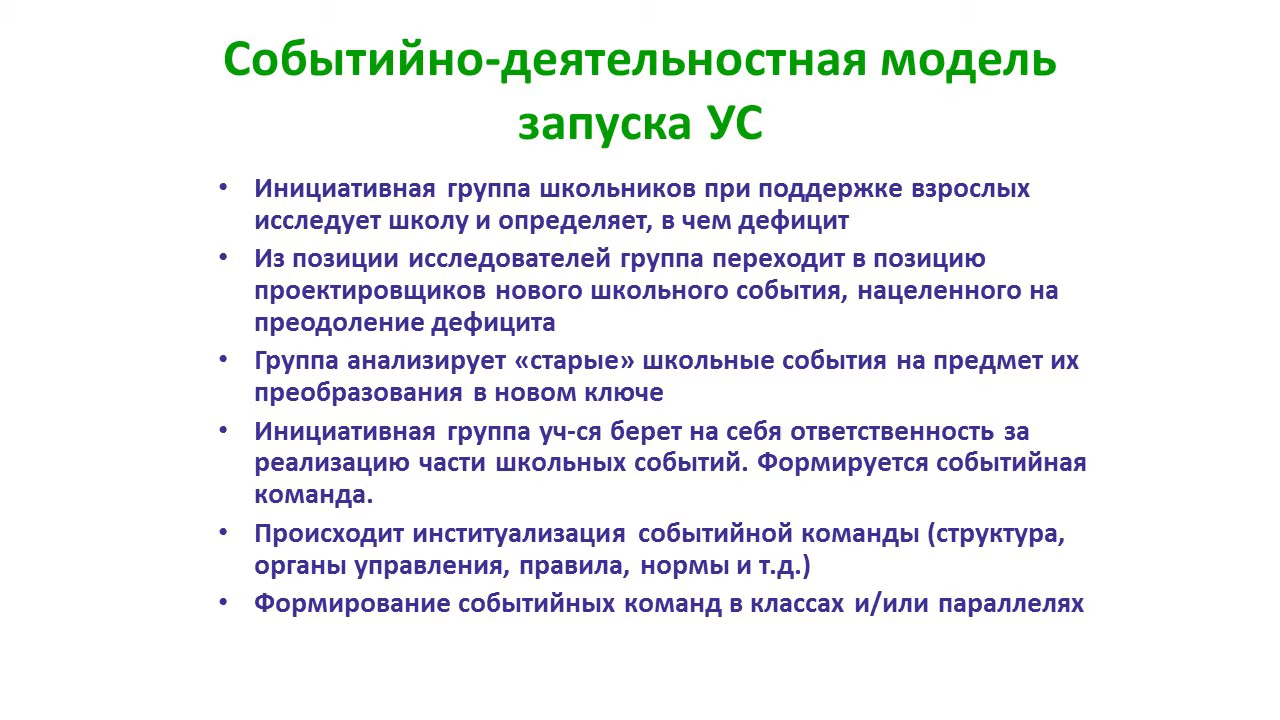 Событийно-деятельностная модель
запуска УС
• Инициативная группа школьников при поддержке взрослых
исследует школу и определяет, в чем дефицит
• Из позиции исследователей группа переходит в позицию
проектировщиков нового школьного события, нацеленного на
преодоление дефицита
• Группа анализирует «старые» школьные события на предмет их
преобразования в новом ключе
• Инициативная группа уч-ся берет на себя ответственность за
реализацию части школьных событий. Формируется событийная
команда.
• Происходит институализация событийной команды (структура,
органы управления, правила, нормы и т.д.)
• Формирование событийных команд в классах и/или параллелях